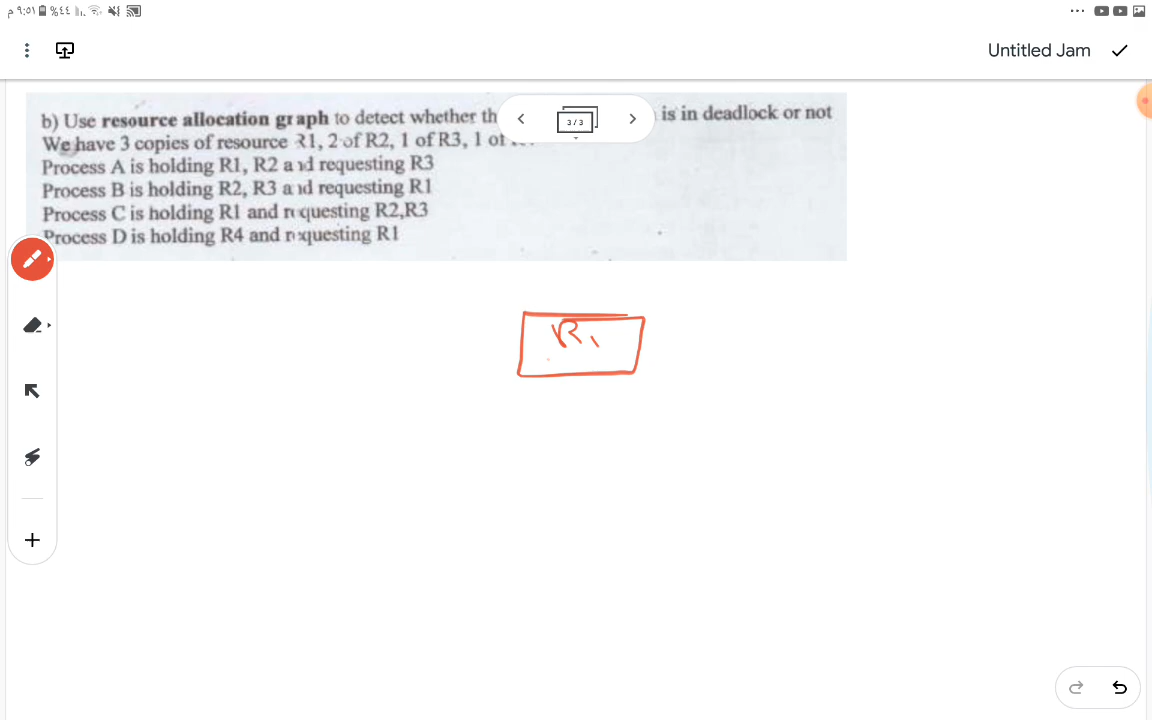 م ٩:٥١ %٤٤
Untitled Jam
b) Use resource allocation graph to detect whether th is in deadlock or not
3/3
We have 3 copies of resource R1, 2 of R2, 1 of R3, 1 of
Process A is holding R1, R2 and requesting R3
Process B is holding R2, R3 and requesting R1
Process C is holding R1 and requesting R2,R3
Process D is holding R4 and requesting R1
R1